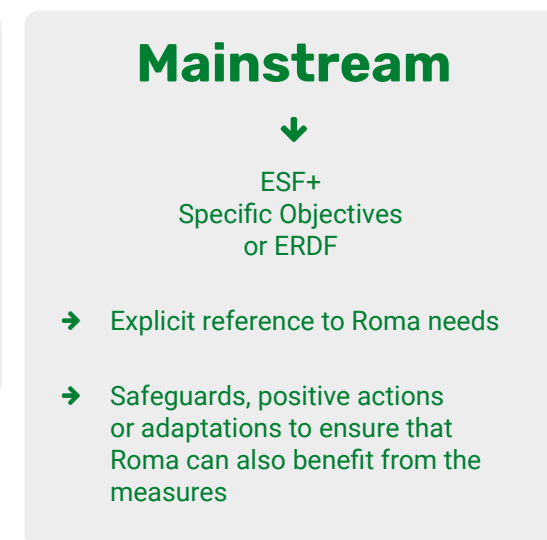 Mainstream
ESF+
Specific Objectives
or ERDF
Explicit reference to Roma needs
Safeguards, positive actions
or adaptations to ensure that
Roma can also benefit from the
measures